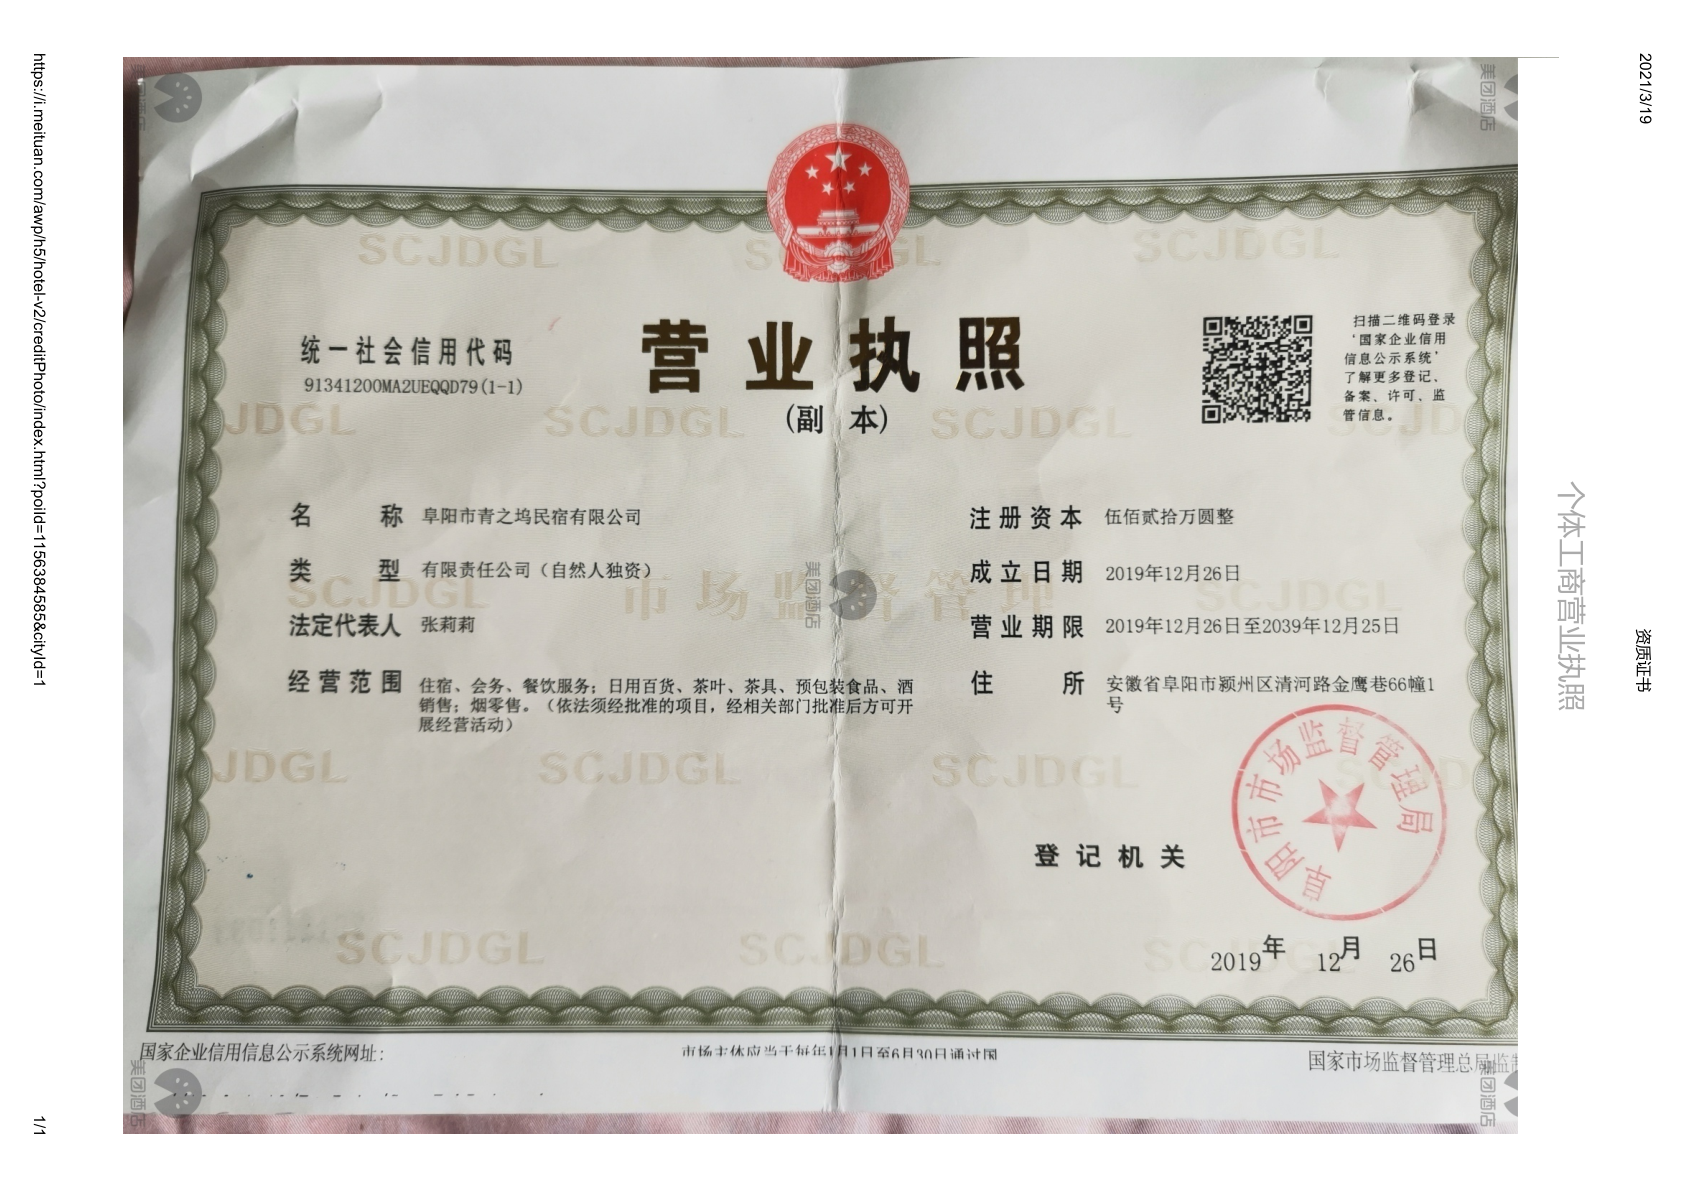 2021/3/19
资质证书
个体工商营业执照
统一社会信用代码
91341200MA2UEQQD79(1-1)
营业执照
(副 本)
扫描二维码登录
‘国家企业信用
信息公示系统’
了解更多登记、
备案、许可、监
管信息。
名 称 阜阳市青之坞民宿有限公司
类 型 有限责任公司（自然人独资）
法定代表人 张莉莉
经营范围 住宿、会务、餐饮服务；日用百货、茶叶、茶具、预包装食品、酒
销售；烟零售。（依法须经批准的项目，经相关部门批准后方可开
展经营活动）
注册资本 伍佰贰拾万圆整
成立日期 2019年12月26日
营业期限 2019年12月26日至2039年12月25日
住 所 安徽省阜阳市颍州区清河路金鹰巷66幢1
号
登记机关
阜阳市市场监督管理局
2019年 12月 26日
国家企业信用信息公示系统网址：
市场主体应当于每年1月1日至6月30日通过国
国家市场监督管理总局监制
SCJDGL
市场监督管理
美团酒店
https://i.meituan.com/awp/h5/hotel-v2/creditPhoto/index.html?poiId=1156384585&cityId=1
1/1